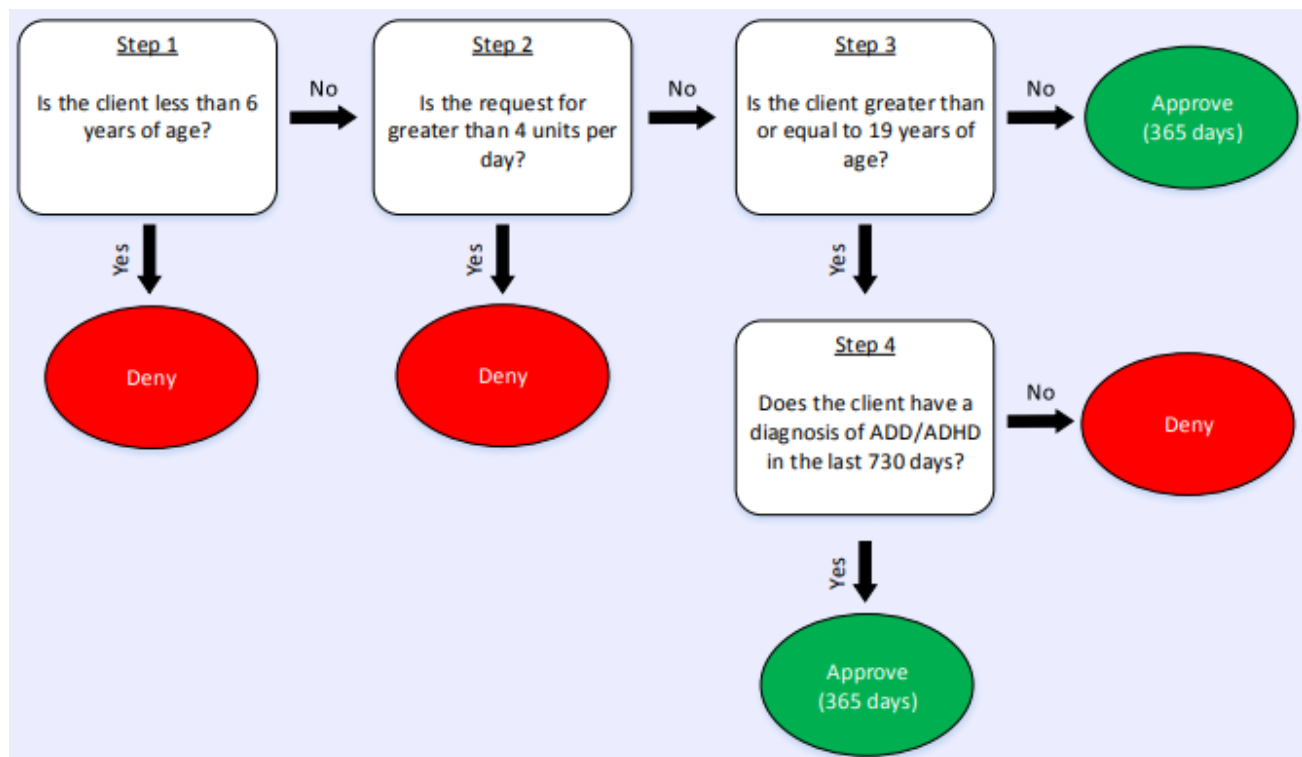 Step 1
Is the client less than 6
years of age?
No
Step 2
Is the request for
greater than 4 units per
day?
No
Step 3
Is the client greater than
or equal to 19 years of
age?
No
Approve
(365 days)
Yes
Deny
Yes
Deny
Yes
Step 4
Does the client have a
diagnosis of ADD/ADHD
in the last 730 days?
No
Deny
Yes
Approve
(365 days)